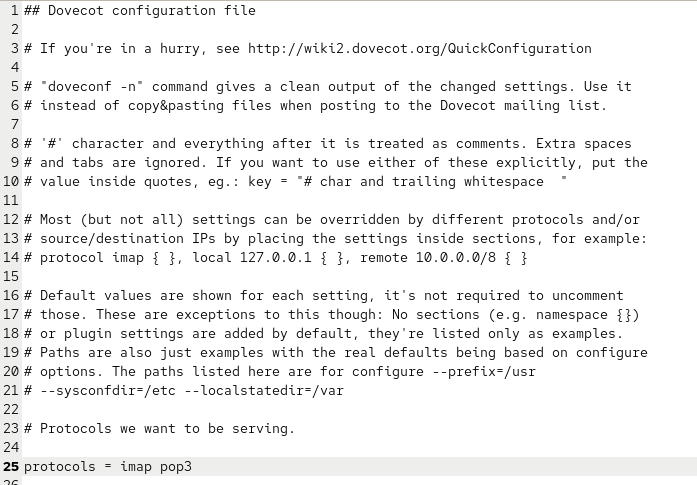 1 ## Dovecot configuration file
2
3 # If you're in a hurry, see http://wiki2.dovecot.org/QuickConfiguration
4
5 # "doveconf -n" command gives a clean output of the changed settings. Use it
6 # instead of copy&pasting files when posting to the Dovecot mailing list.
7
8 # '#' character and everything after it is treated as comments. Extra spaces
9 # and tabs are ignored. If you want to use either of these explicitly, put the
10 # value inside quotes, eg.: key = "# char and trailing whitespace  "
11
12 # Most (but not all) settings can be overridden by different protocols and/or
13 # source/destination IPs by placing the settings inside sections, for example:
14 # protocol imap { }, local 127.0.0.1 { }, remote 10.0.0.0/8 { }
15
16 # Default values are shown for each setting, it's not required to uncomment
17 # those. These are exceptions to this though: No sections (e.g. namespace {})
18 # or plugin settings are added by default, they're listed only as examples.
19 # Paths are also just examples with the real defaults being based on configure
20 # options. The paths listed here are for configure --prefix=/usr
21 # --sysconfdir=/etc --localstatedir=/var
22
23 # Protocols we want to be serving.
24
25 protocols = imap pop3
26